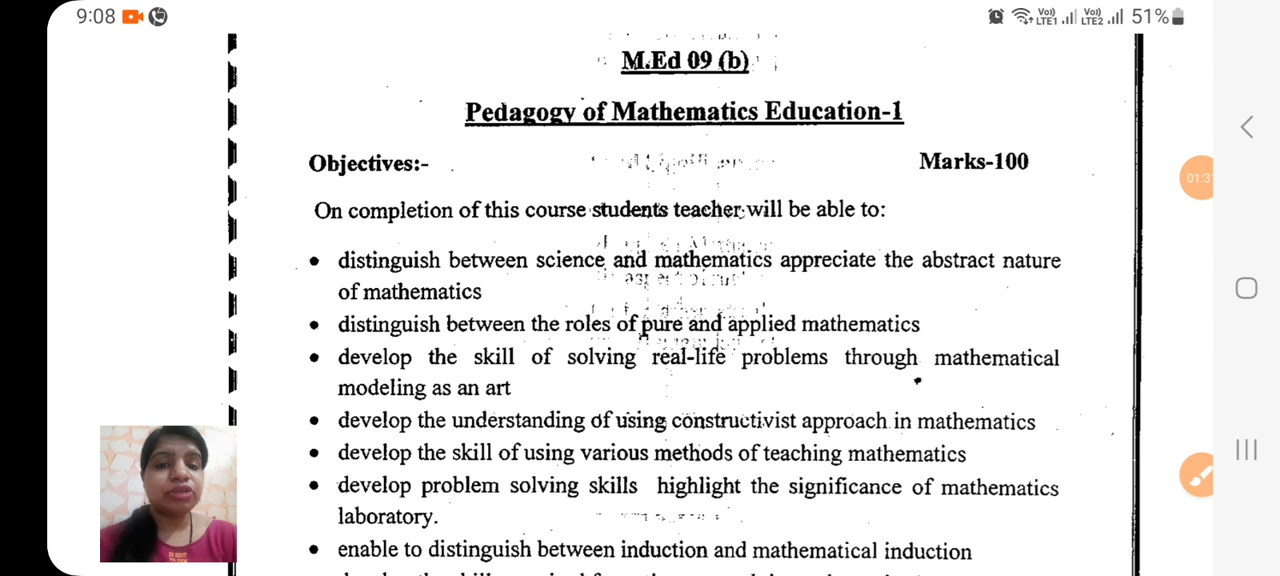 9:08
Vo)) LTE1 Vo)) LTE2 51%
M.Ed 09 (b)
Pedagogy of Mathematics Education-1
Objectives:- Marks-100
On completion of this course students teacher will be able to:
• distinguish between science and mathematics appreciate the abstract nature
of mathematics
• distinguish between the roles of pure and applied mathematics
• develop the skill of solving real-life problems through mathematical
modeling as an art
• develop the understanding of using constructivist approach in mathematics
• develop the skill of using various methods of teaching mathematics
• develop problem solving skills highlight the significance of mathematics
laboratory.
• enable to distinguish between induction and mathematical induction